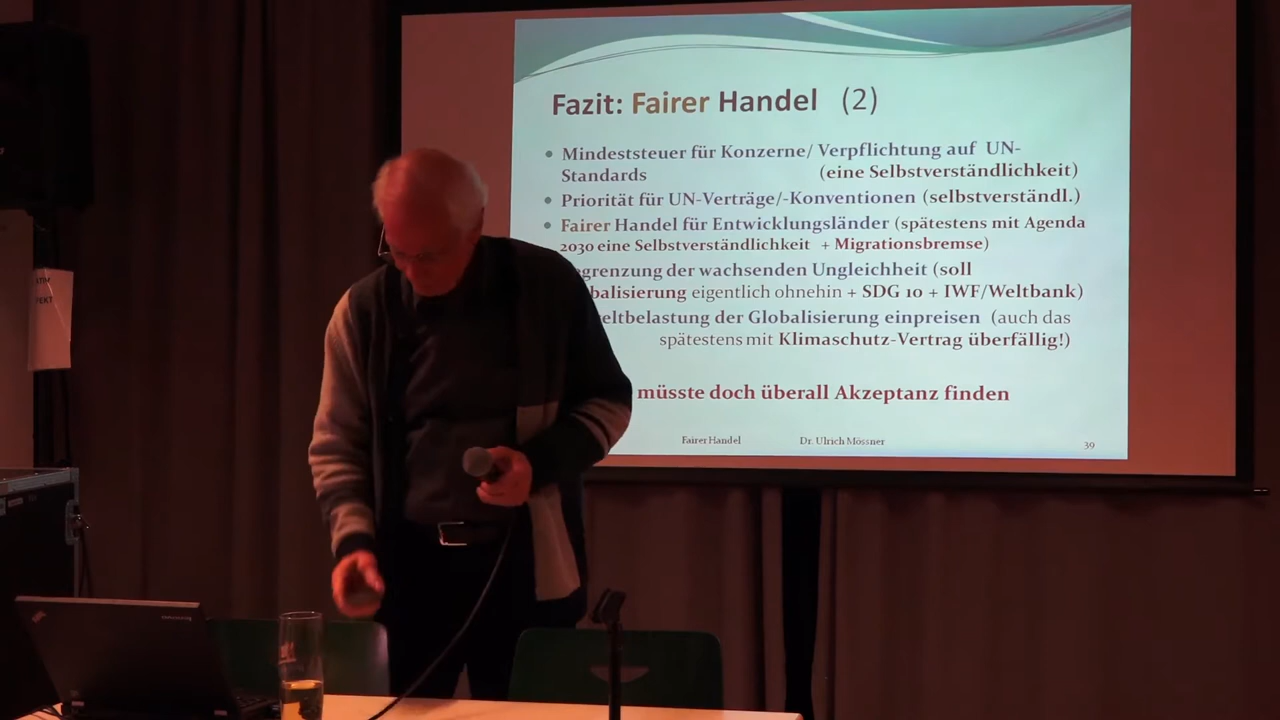 Fazit: Fairer Handel (2)
Mindeststeuer für Konzerne/ Verpflichtung auf UN-
Standards (eine Selbstverständlichkeit)
Priorität für UN-Verträge/-Konventionen (selbstverständl.)
Fairer Handel für Entwicklungsländer (spätestens mit Agenda
2030 eine Selbstverständlichkeit + Migrationsbremse)
egrenzung der wachsenden Ungleichheit (soll
balisierung eigentlich ohnehin + SDG 10 + IWF/Weltbank)
eltbelastung der Globalisierung einpreisen (auch das
spätestens mit Klimaschutz-Vertrag überfällig!)
müsste doch überall Akzeptanz finden
Fairer Handel Dr. Ulrich Mössner 39
PEKT